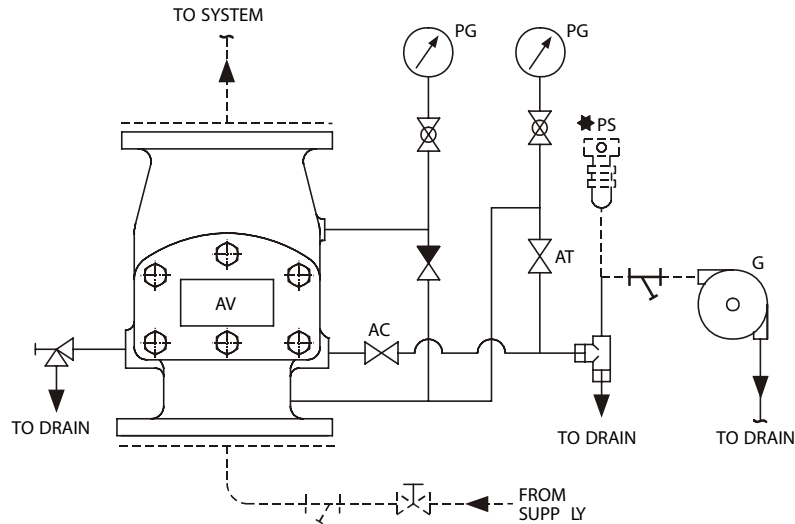 TO SYSTEM
PG
PG
PS
AV
AT
G
AC
TO DRAIN
TO DRAIN
TO DRAIN
FROM
SUPP LY